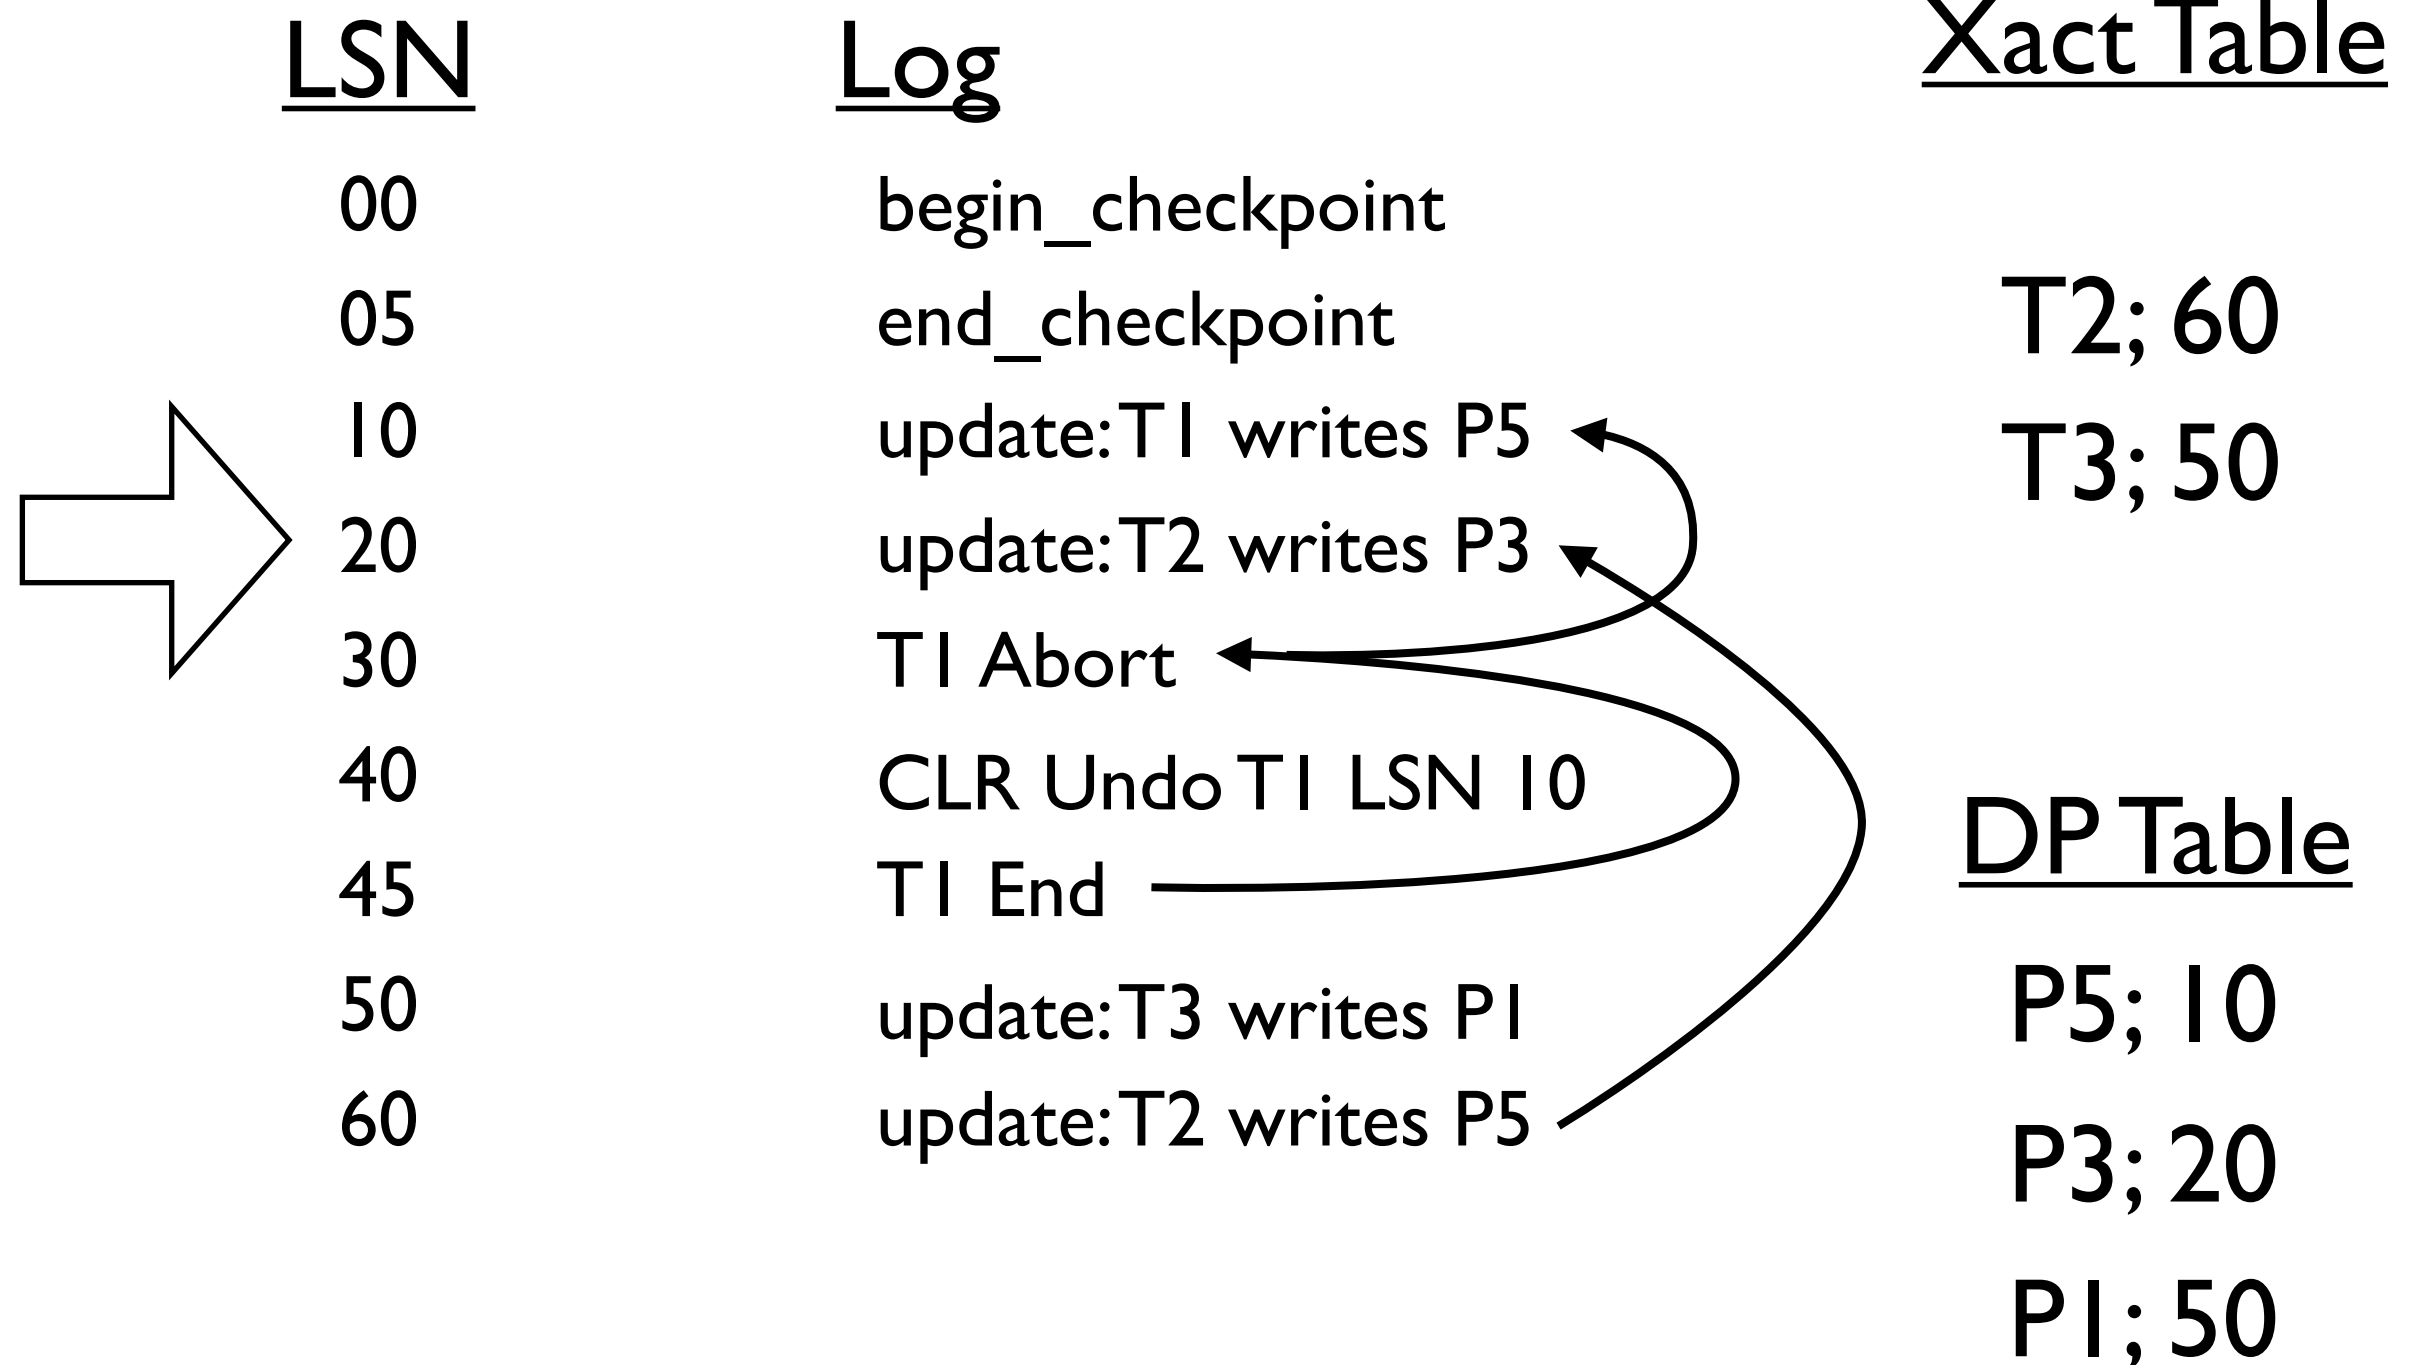 LSN Log Xact Table
00 begin_checkpoint
05 end_checkpoint
10 update: T1 writes P5
20 update: T2 writes P3
30 T1 Abort
40 CLR Undo T1 LSN 10
45 T1 End
50 update: T3 writes P1
60 update: T2 writes P5
T2; 60
T3; 50
DP Table
P5; 10
P3; 20
P1; 50